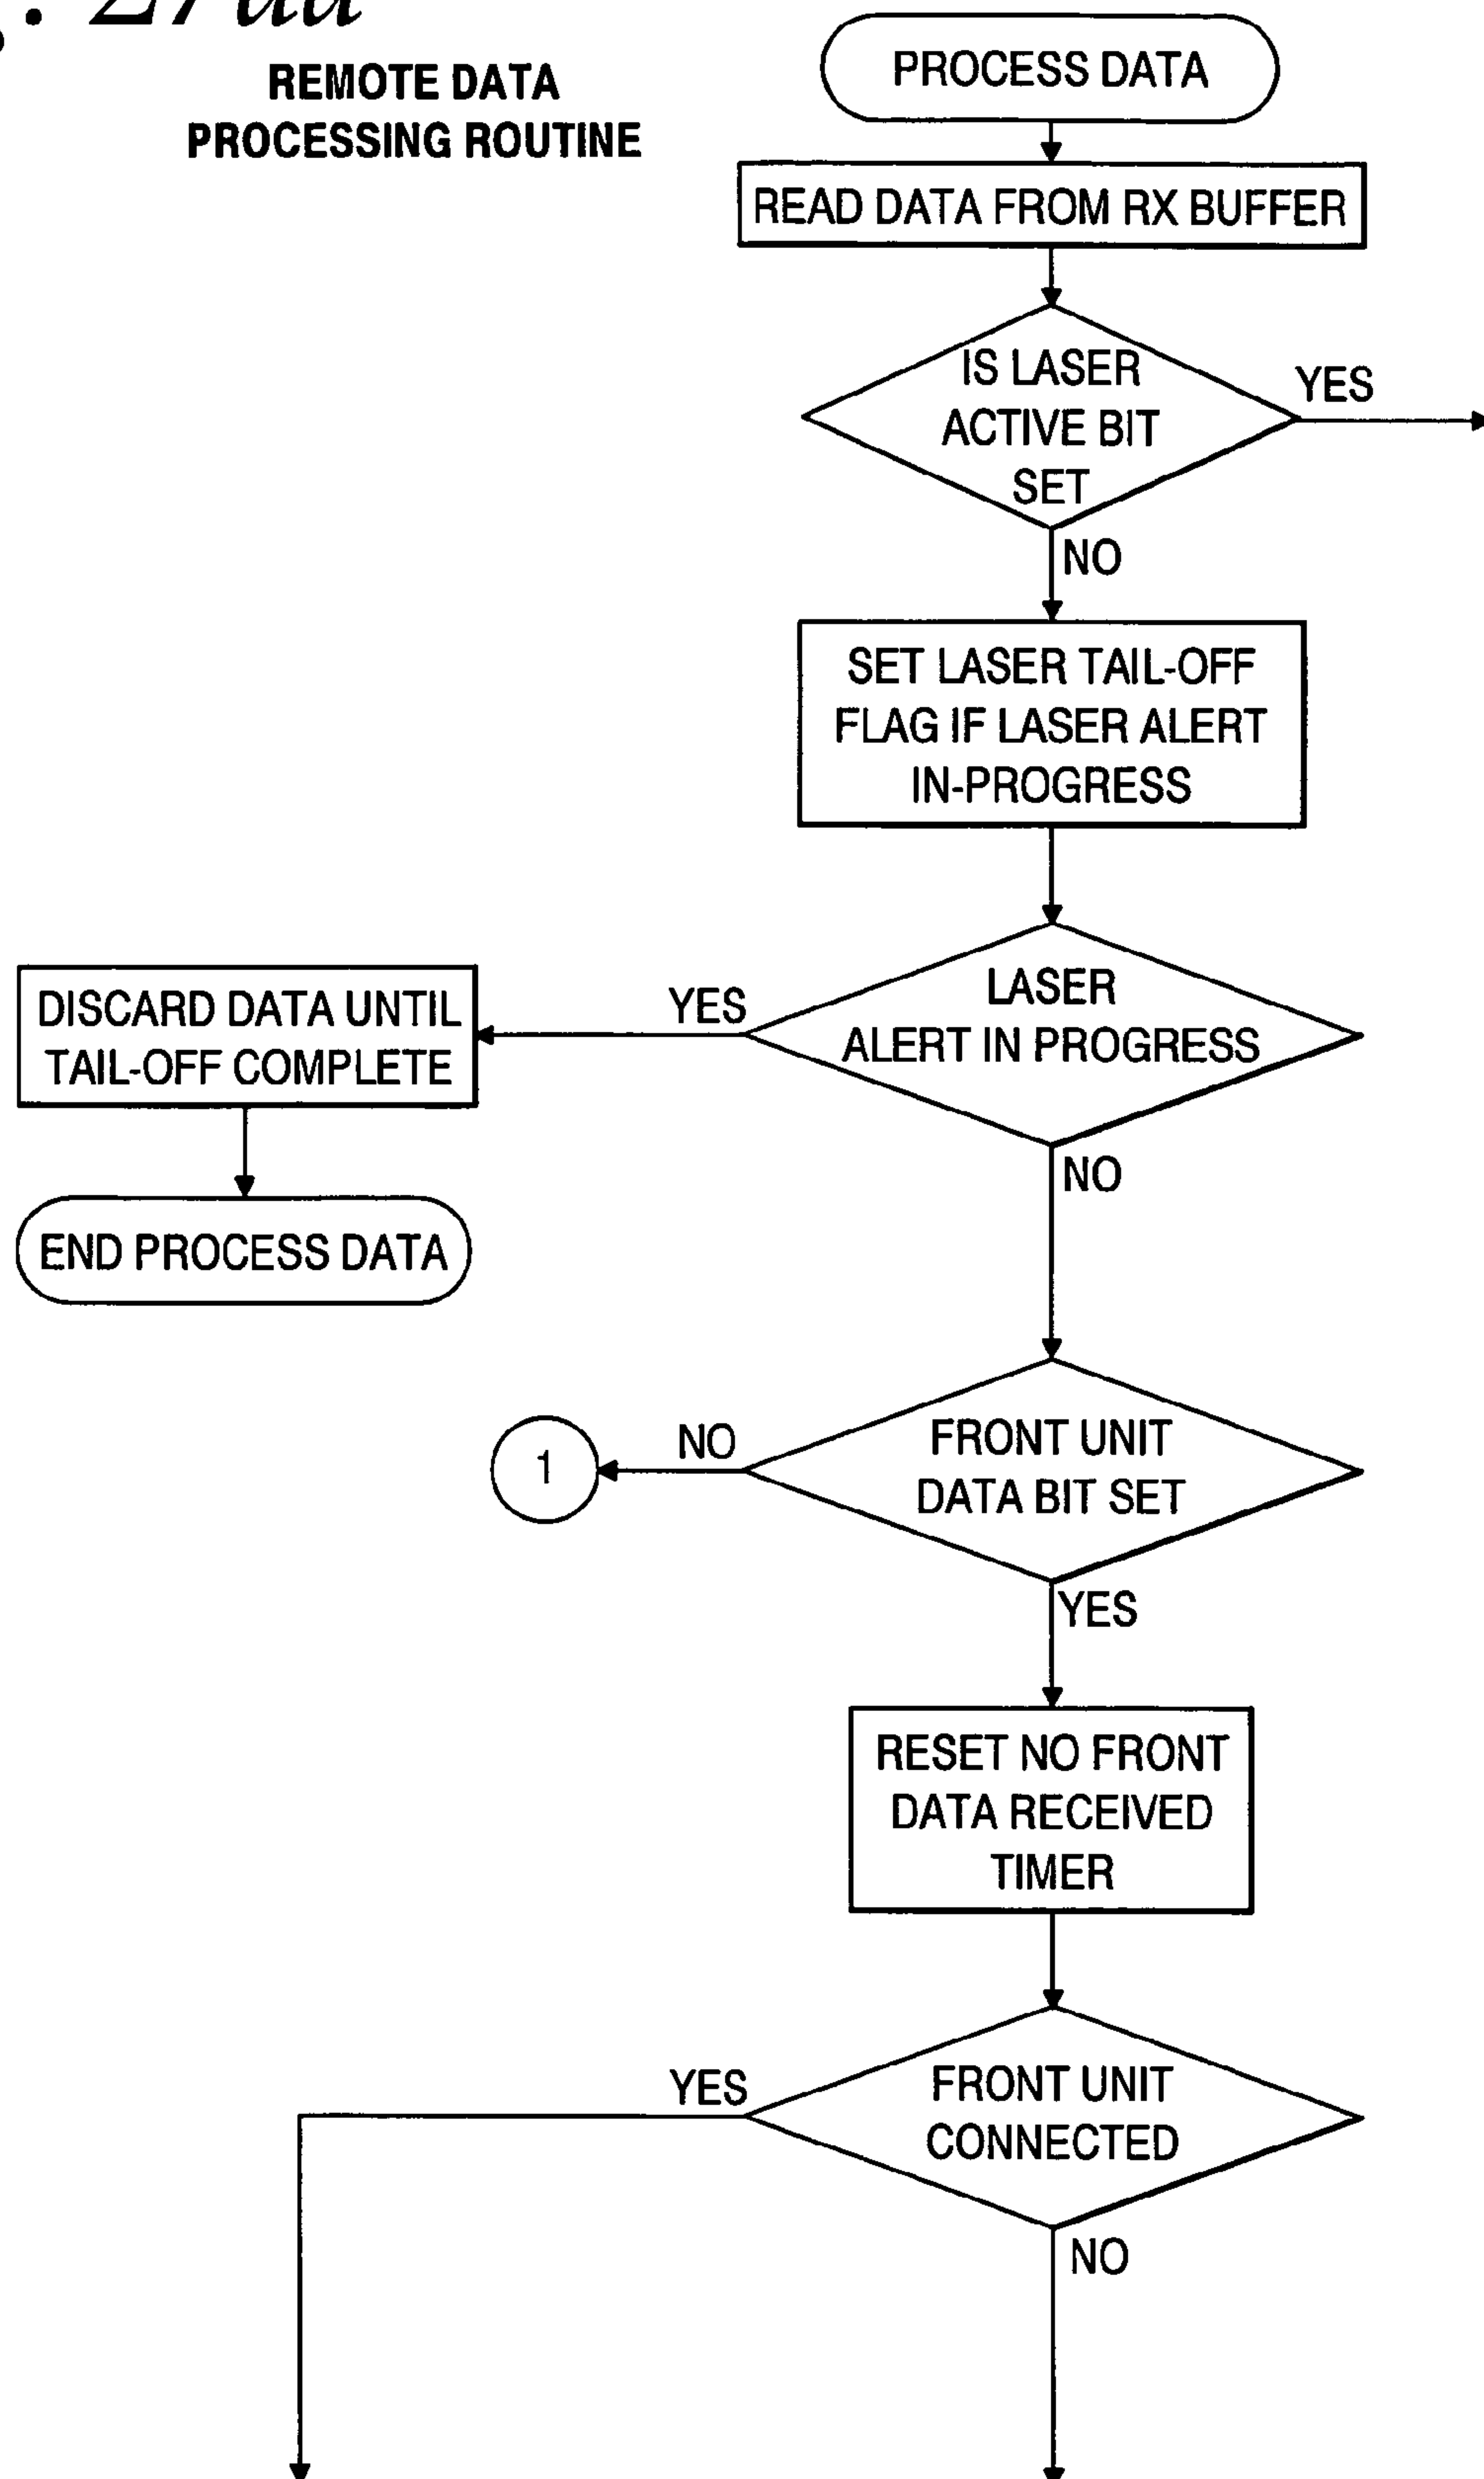 REMOTE DATA
PROCESSING ROUTINE
PROCESS DATA
READ DATA FROM RX BUFFER
IS LASER
ACTIVE BIT
SET
YES
NO
SET LASER TAIL-OFF
FLAG IF LASER ALERT
IN-PROGRESS
LASER
ALERT IN PROGRESS
YES
DISCARD DATA UNTIL
TAIL-OFF COMPLETE
END PROCESS DATA
NO
FRONT UNIT
DATA BIT SET
NO
1
YES
RESET NO FRONT
DATA RECEIVED
TIMER
FRONT UNIT
CONNECTED
YES
NO